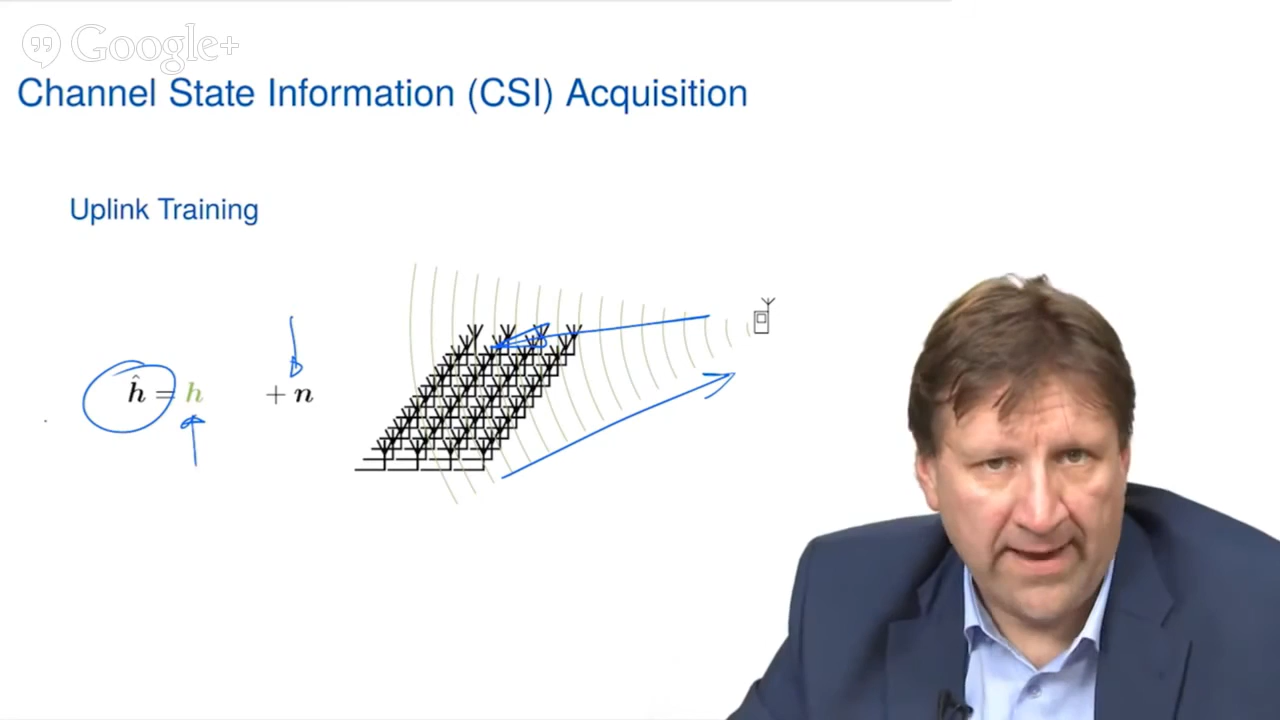 Google+
Channel State Information (CSI) Acquisition
Uplink Training
ĥ = h + n